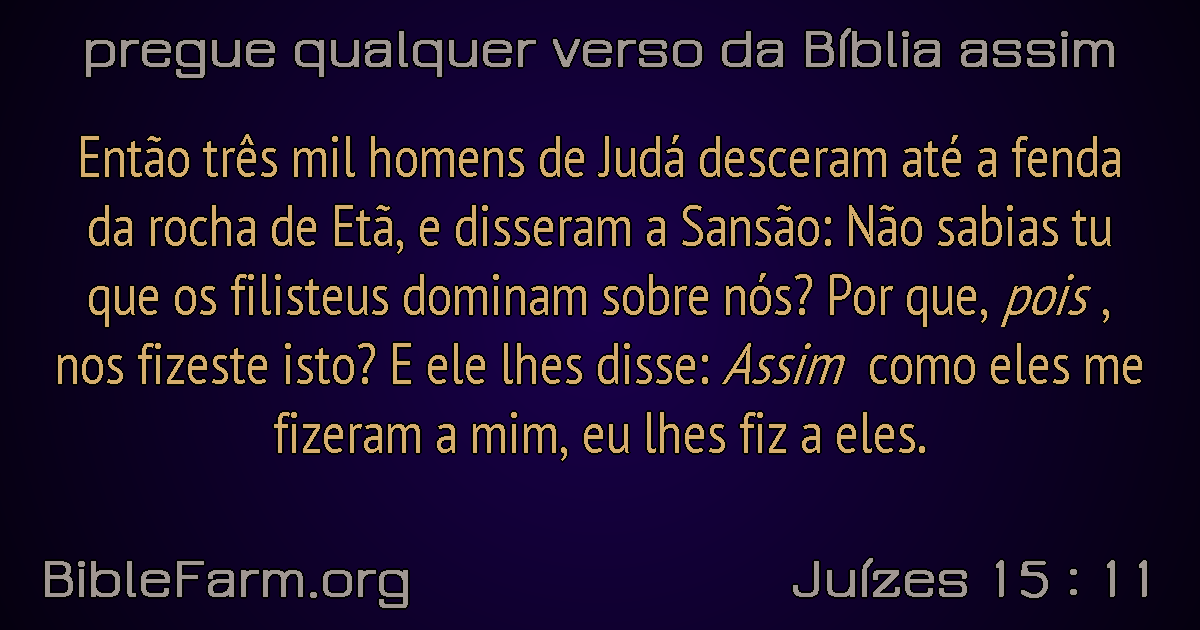 pregue qualquer verso da Bíblia assim
Então três mil homens de Judá desceram até a fenda
da rocha de Etã, e disseram a Sansão: Não sabias tu
que os filisteus dominam sobre nós? Por que, pois ,
nos fizeste isto? E ele lhes disse: Assim como eles me
fizeram a mim, eu lhes fiz a eles.
BibleFarm.org
Juízes 15 : 11